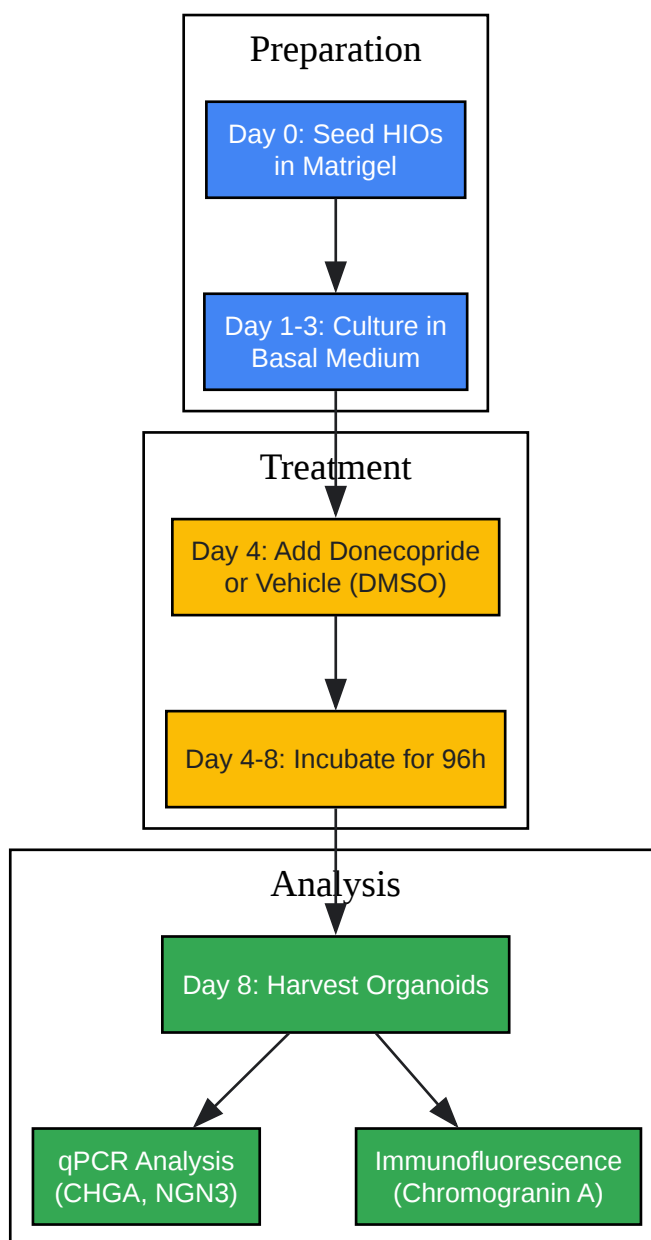 Preparation
Day 0: Seed HIOs
in Matrigel
Day 1-3: Culture in
Basal Medium
Treatment
Day 4: Add Donecopride
or Vehicle (DMSO)
Day 4-8: Incubate for 96h
Analysis
Day 8: Harvest Organoids
qPCR Analysis
(CHGA, NGN3)
Immunofluorescence
(Chromogranin A)